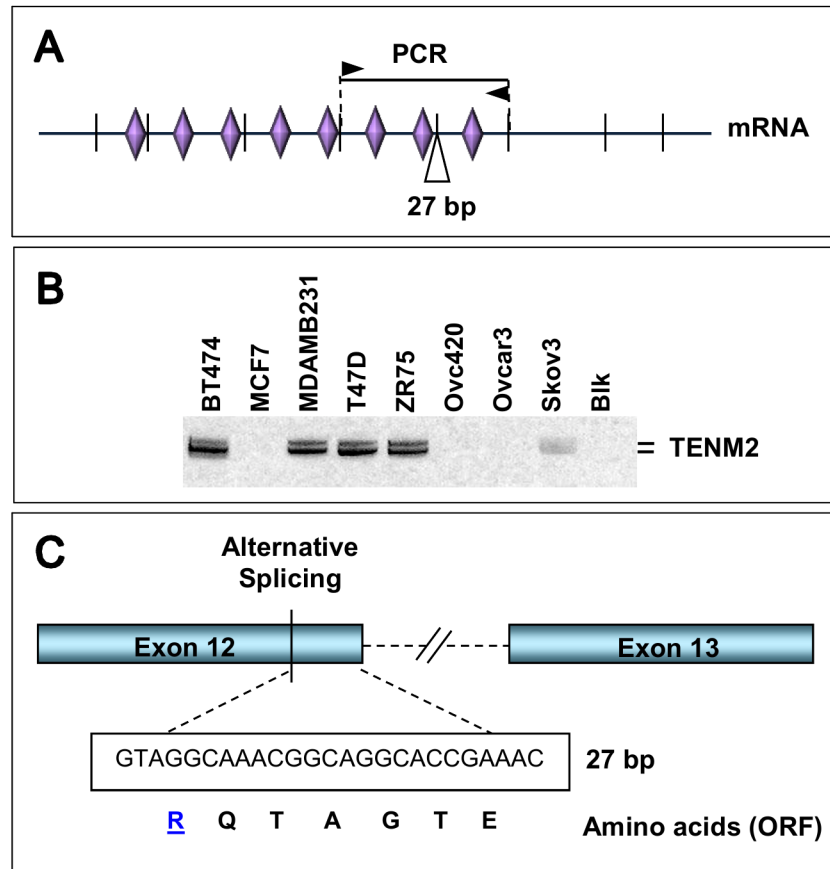 A
PCR
mRNA
27 bp
B
BT474
MCF7
MDAMB231
T47D
ZR75
Ovc420
Ovcar3
Skov3
Blk
= TENM2
C
Alternative
Splicing
Exon 12
Exon 13
GTAGGCAAACGGCAGGCACCGAAAC
27 bp
R Q T A G T E
Amino acids (ORF)